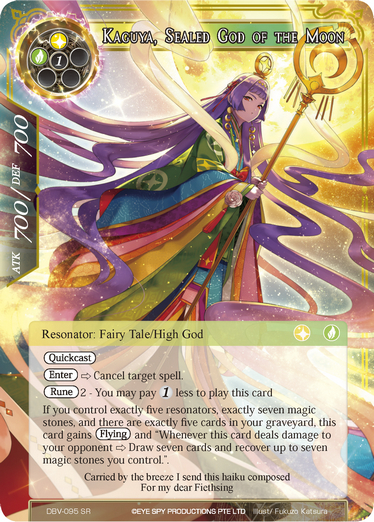 KAGUYA, SEALED GOD OF THE MOON
1
ATK 700 / DEF 700
Resonator: Fairy Tale/High God
Quickcast
Enter ⇨ Cancel target spell.
Rune 2 - You may pay 1 less to play this card
If you control exactly five resonators, exactly seven magic
stones, and there are exactly five cards in your graveyard, this
card gains Flying and “Whenever this card deals damage to
your opponent ⇨ Draw seven cards and recover up to seven
magic stones you control.”.
Carried by the breeze I send this haiku composed
For my dear Fiethsing
DBV-095 SR
©EYE SPY PRODUCTIONS PTE LTD
Illust/ Fukuzo Katsura